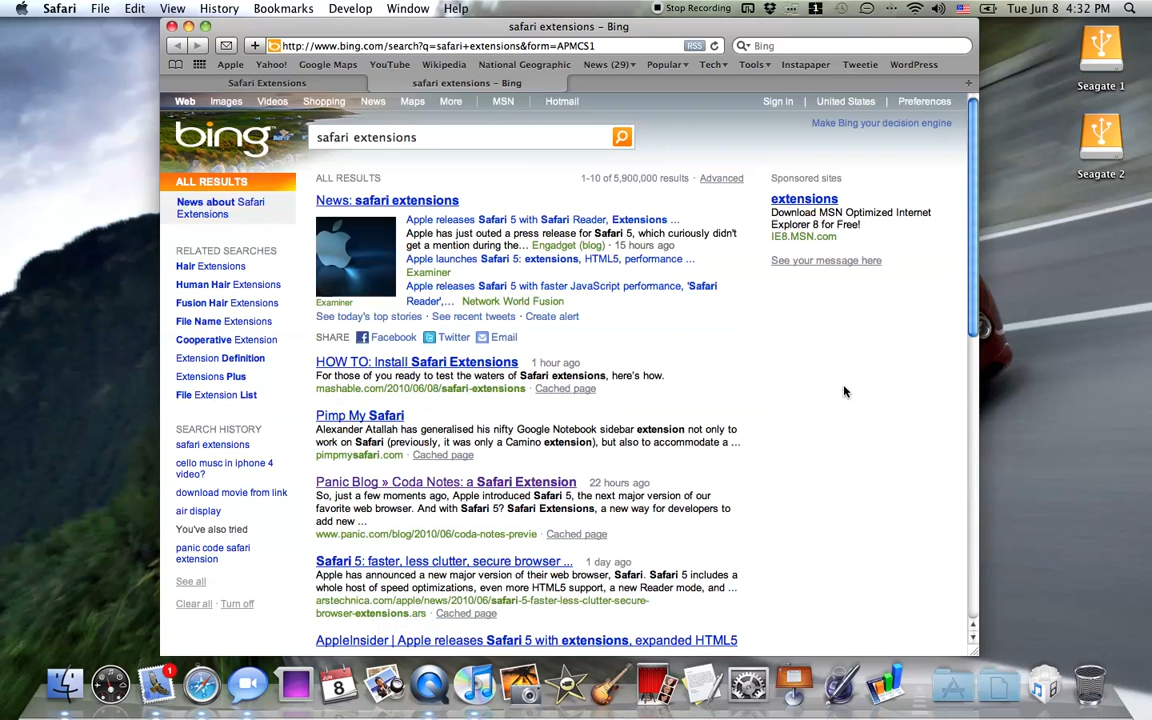 Safari File Edit View History Bookmarks Develop Window Help
Stop Recording 1 Tue Jun 8 4:32 PM
safari extensions – Bing
http://www.bing.com/search?q=safari+extensions&form=APMCS1 RSS Bing
Apple Yahoo! Google Maps YouTube Wikipedia National Geographic News (29) Popular Tech Tools Instapaper Tweetie WordPress
Safari Extensions safari extensions – Bing
Web Images Videos Shopping News Maps More MSN Hotmail Sign in United States Preferences
Make Bing your decision engine
bing safari extensions
ALL RESULTS
News about Safari
Extensions
RELATED SEARCHES
Hair Extensions
Human Hair Extensions
Fusion Hair Extensions
File Name Extensions
Cooperative Extension
Extension Definition
Extensions Plus
File Extension List
SEARCH HISTORY
safari extensions
cello musc in iphone 4
video?
download movie from link
air display
You've also tried
panic code safari
extension
See all
Clear all · Turn off
ALL RESULTS 1-10 of 5,900,000 results · Advanced
News: safari extensions
Apple releases Safari 5 with Safari Reader, Extensions ...
Apple has just outed a press release for Safari 5, which curiously didn't
get a mention during the... Engadget (blog) · 15 hours ago
Apple launches Safari 5: extensions, HTML5, performance ...
Examiner
Apple releases Safari 5 with faster JavaScript performance, 'Safari
Reader',... Network World Fusion
Examiner
See today's top stories · See recent tweets · Create alert
SHARE Facebook Twitter Email
HOW TO: Install Safari Extensions 1 hour ago
For those of you ready to test the waters of Safari extensions, here's how.
mashable.com/2010/06/08/safari-extensions · Cached page
Pimp My Safari
Alexander Atallah has generalised his nifty Google Notebook sidebar extension not only to
work on Safari (previously, it was only a Camino extension), but also to accommodate a ...
pimpmysafari.com · Cached page
Panic Blog » Coda Notes: a Safari Extension 22 hours ago
So, just a few moments ago, Apple introduced Safari 5, the next major version of our
favorite web browser. And with Safari 5? Safari Extensions, a new way for developers to
add new ...
www.panic.com/blog/2010/06/coda-notes-previe · Cached page
Safari 5: faster, less clutter, secure browser ... 1 day ago
Apple has announced a new major version of their web browser, Safari. Safari 5 includes a
whole host of speed optimizations, even more HTML5 support, a new Reader mode, and ...
arstechnica.com/apple/news/2010/06/safari-5-faster-less-clutter-secure-
browser-extensions.ars · Cached page
AppleInsider | Apple releases Safari 5 with extensions, expanded HTML5
Sponsored sites
extensions
Download MSN Optimized Internet
Explorer 8 for Free!
IE8.MSN.com
See your message here
Seagate 1
Seagate 2
1
JUN
8